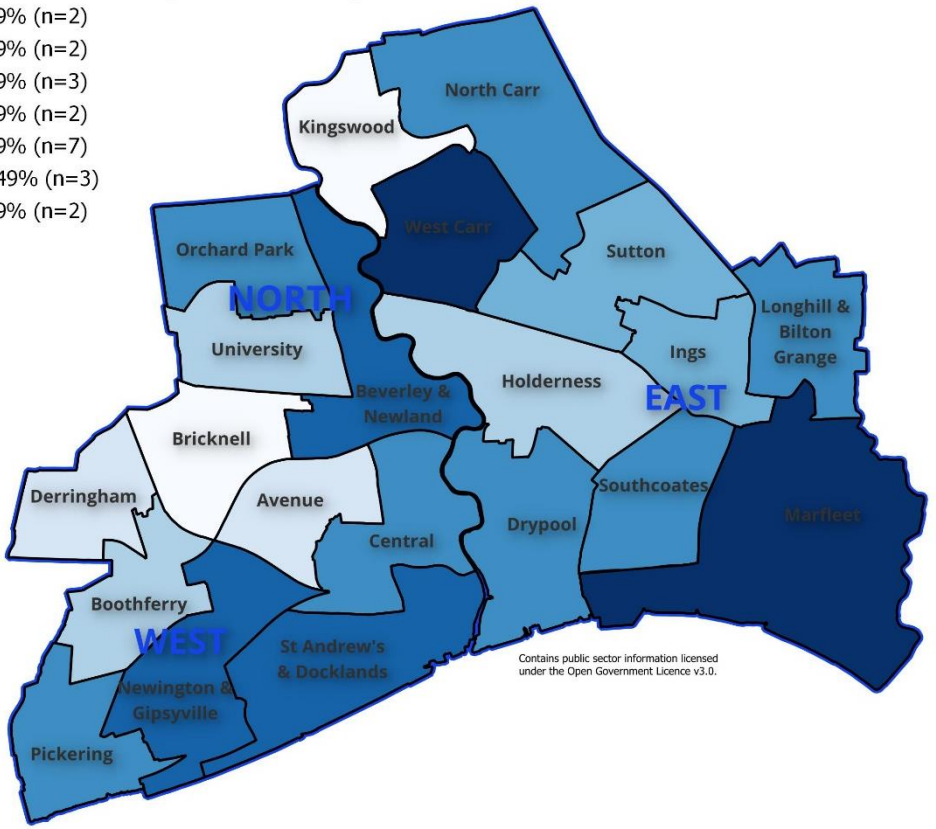 9% (n=2)
9% (n=2)
9% (n=3)
9% (n=2)
9% (n=7)
49% (n=3)
9% (n=2)
North Carr
Kingswood
West Carr
Orchard Park
Sutton
NORTH
Longhill &
Bilton
Grange
University
Ings
Holderness
EAST
Beverley &
Newland
Bricknell
Derringham
Avenue
Southcoates
Marfleet
Drypool
Central
Boothferry
WEST
St Andrew's
& Docklands
Newington &
Gipsyville
Pickering
Contains public sector information licensed
under the Open Government Licence v3.0.